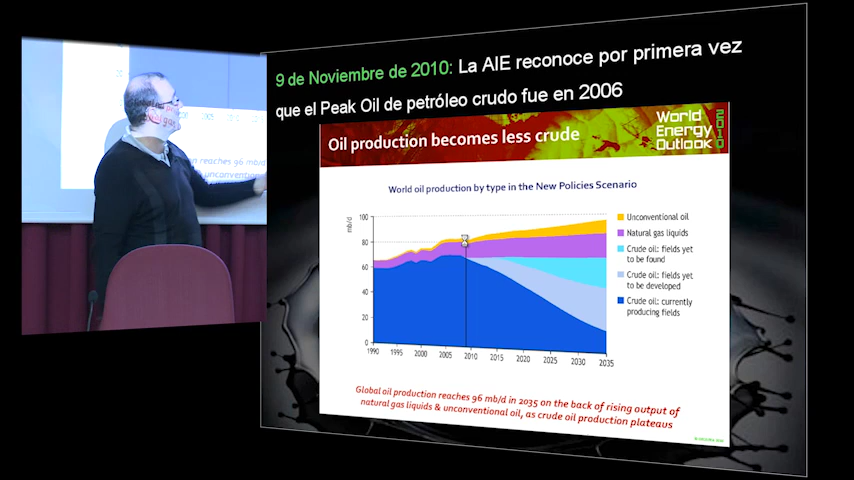 9 de Noviembre de 2010: La AIE reconoce por primera vez
que el Peak Oil de petróleo crudo fue en 2006
Oil production becomes less crude
World
Energy
Outlook
2010
World oil production by type in the New Policies Scenario
mb/d
100
80
60
40
20
0
1990 1995 2000 2005 2010 2015 2020 2025 2030 2035
Unconventional oil
Natural gas liquids
Crude oil: fields yet
to be found
Crude oil: fields yet
to be developed
Crude oil: currently
producing fields
Global oil production reaches 96 mb/d in 2035 on the back of rising output of
natural gas liquids & unconventional oil, as crude oil production plateaus
reaches 96 mb/d
& unconvention